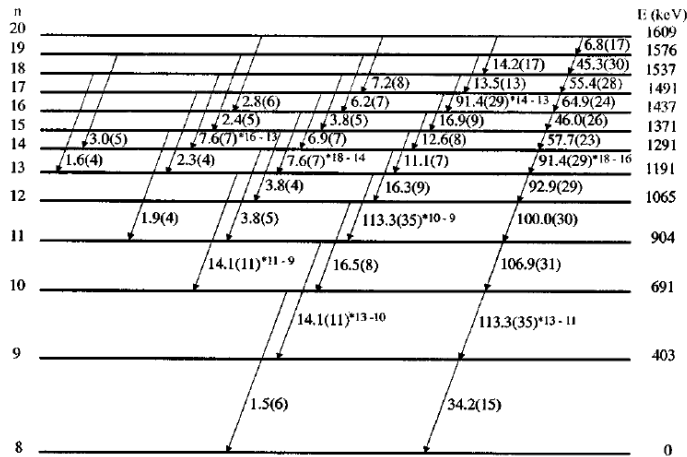 n E (keV)
20 1609
6.8(17)
19 1576
14.2(17) 45.3(30)
18 1537
7.2(8) 13.5(13) 55.4(28)
17 1491
2.8(6) 6.2(7) 91.4(29)*14 - 13 64.9(24)
16 1437
2.4(5) 3.8(5) 16.9(9) 46.0(26)
15 1371
3.0(5) 7.6(7)*16 - 13 6.9(7) 12.6(8) 57.7(23)
14 1291
1.6(4) 2.3(4) 7.6(7)*18 - 14 11.1(7) 91.4(29)*18 - 16
13 1191
3.8(4) 16.3(9) 92.9(29)
12 1065
1.9(4) 3.8(5) 113.3(35)*10 - 9 100.0(30)
11 904
14.1(11)*11 - 9 16.5(8) 106.9(31)
10 691
14.1(11)*13 - 10 113.3(35)*13 - 11
9 403
1.5(6) 34.2(15)
8 0